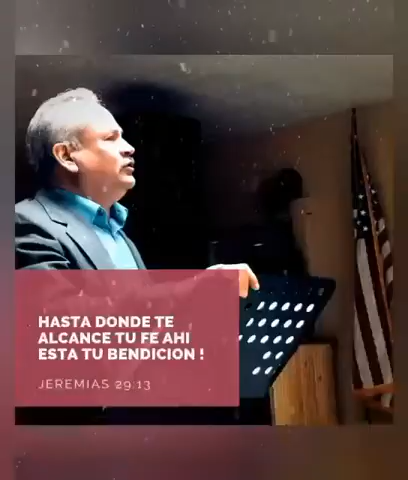 HASTA DONDE TE
ALCANCE TU FE AHI
ESTA TU BENDICION !
JEREMIAS 29:13